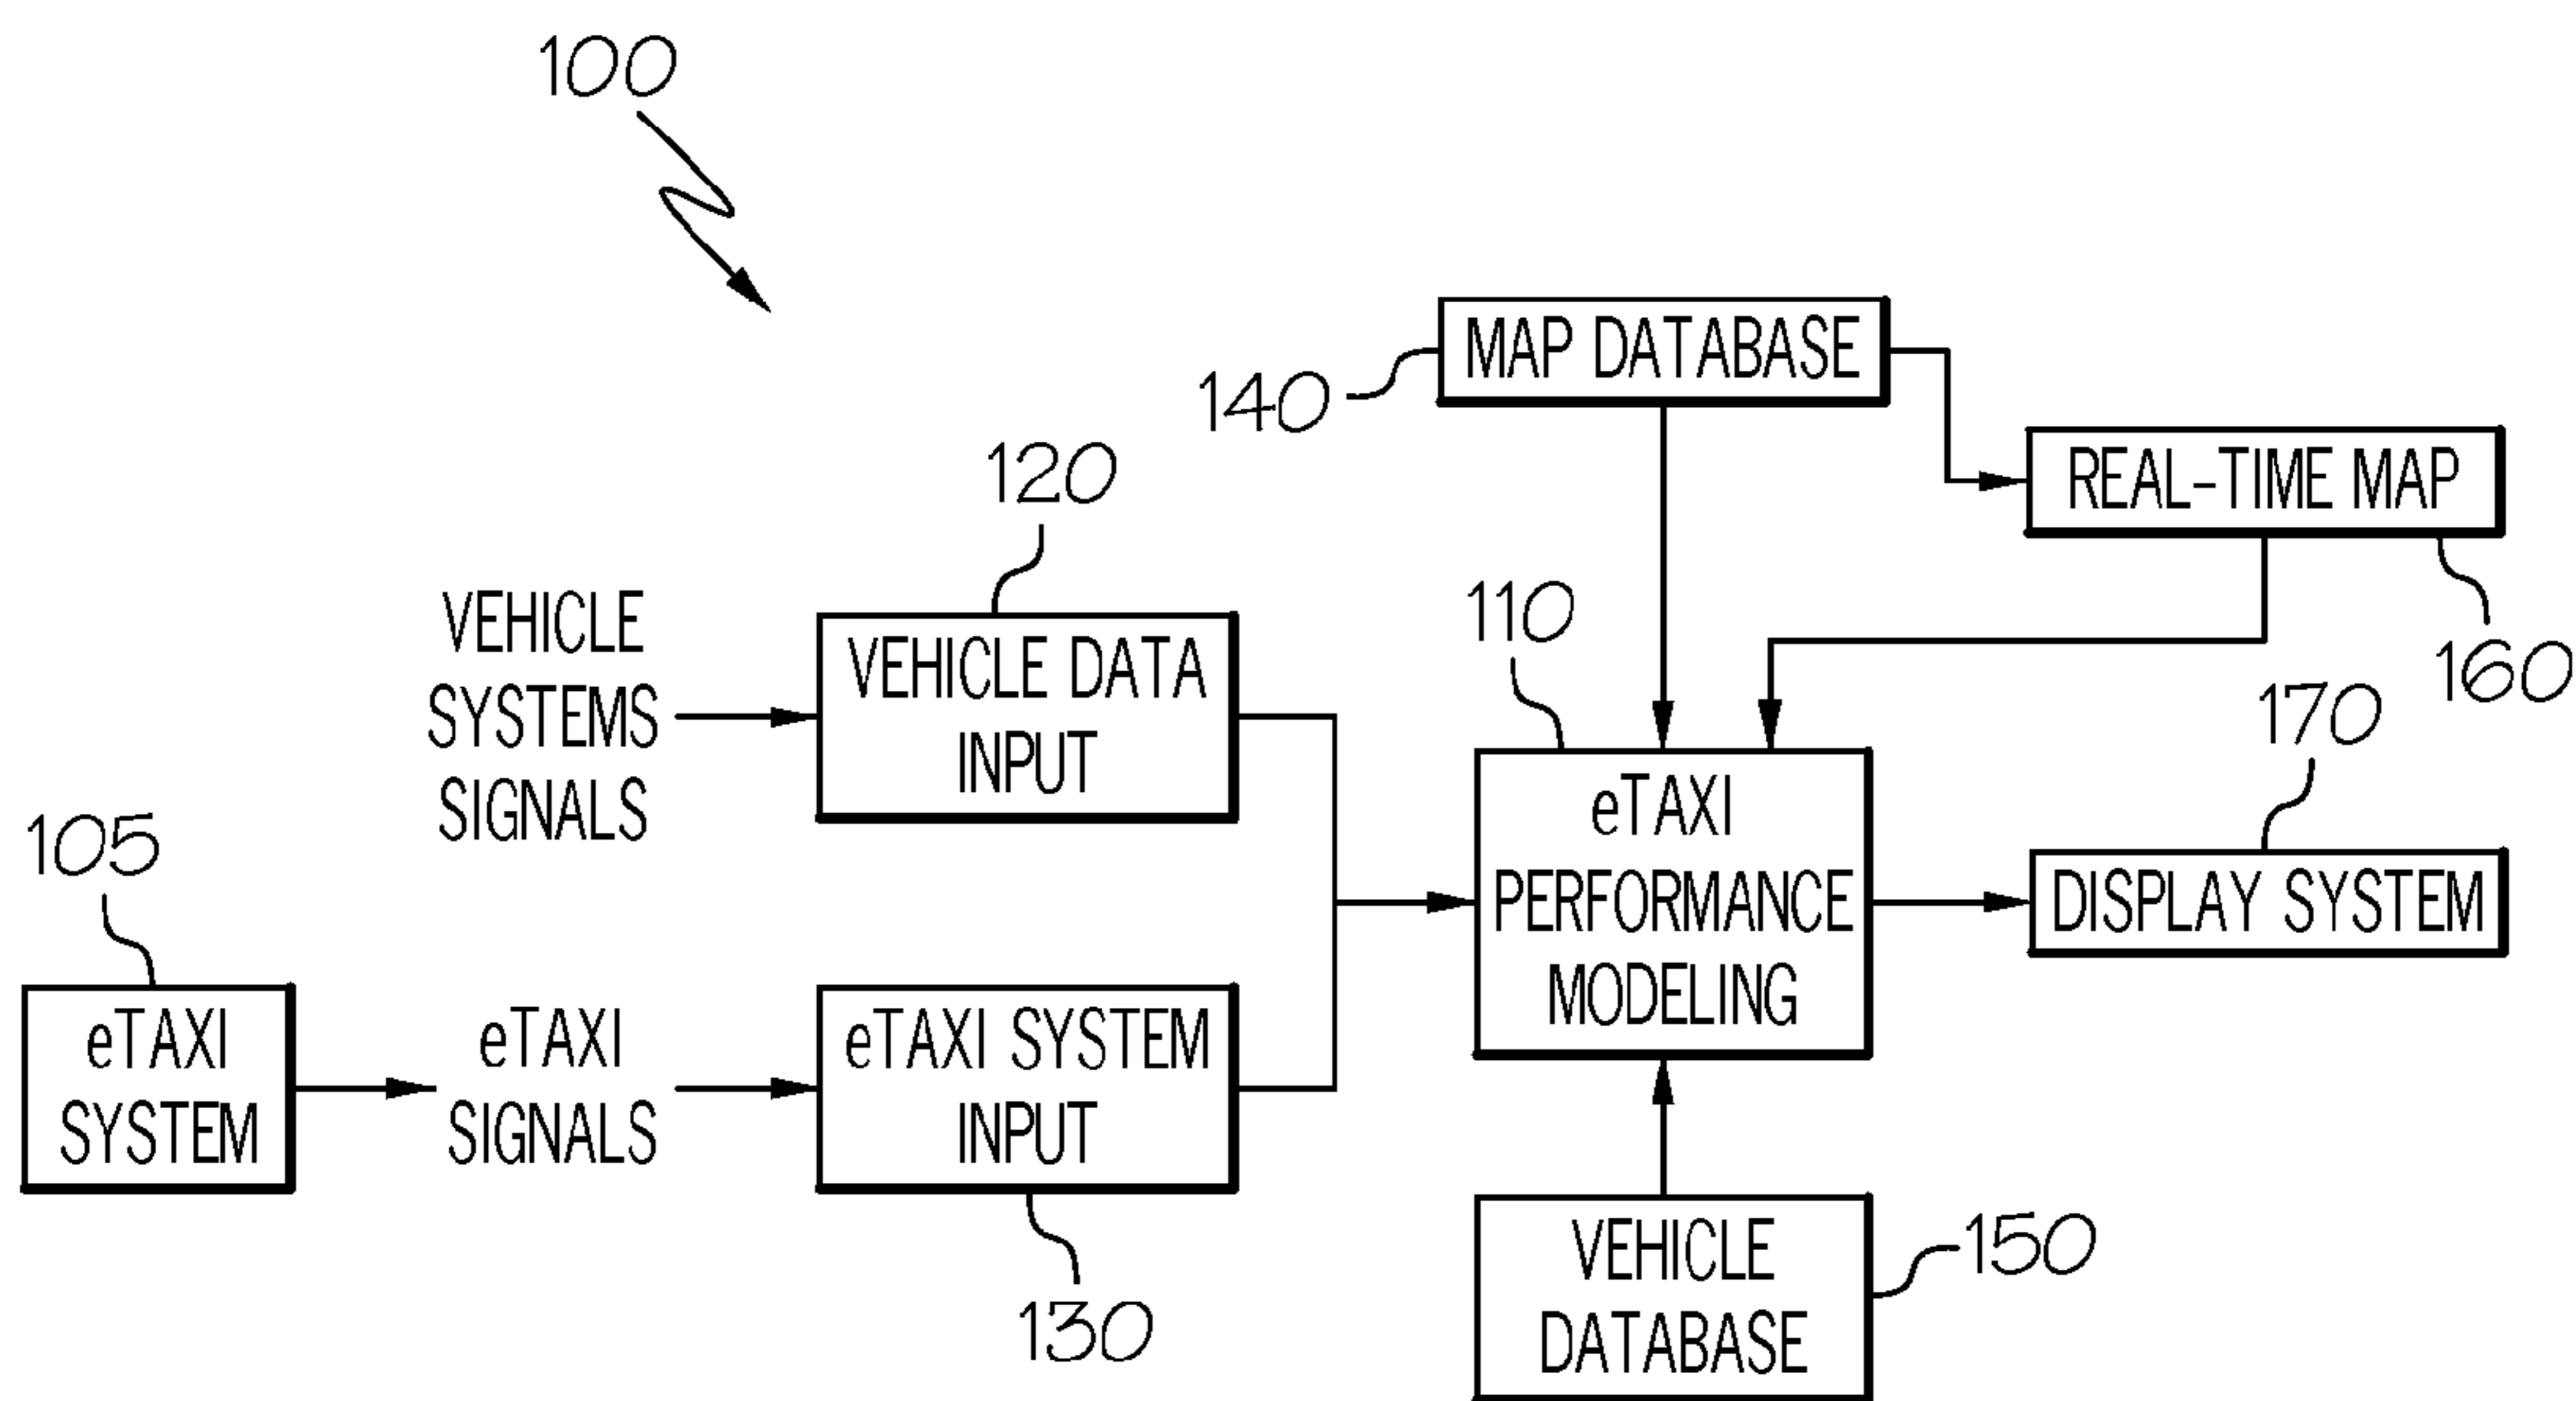 100
MAP DATABASE
140
REAL-TIME MAP
160
120
VEHICLE
SYSTEMS
SIGNALS
VEHICLE DATA
INPUT
110
eTAXI
PERFORMANCE
MODELING
170
DISPLAY SYSTEM
105
eTAXI
SYSTEM
eTAXI
SIGNALS
eTAXI SYSTEM
INPUT
130
VEHICLE
DATABASE
150